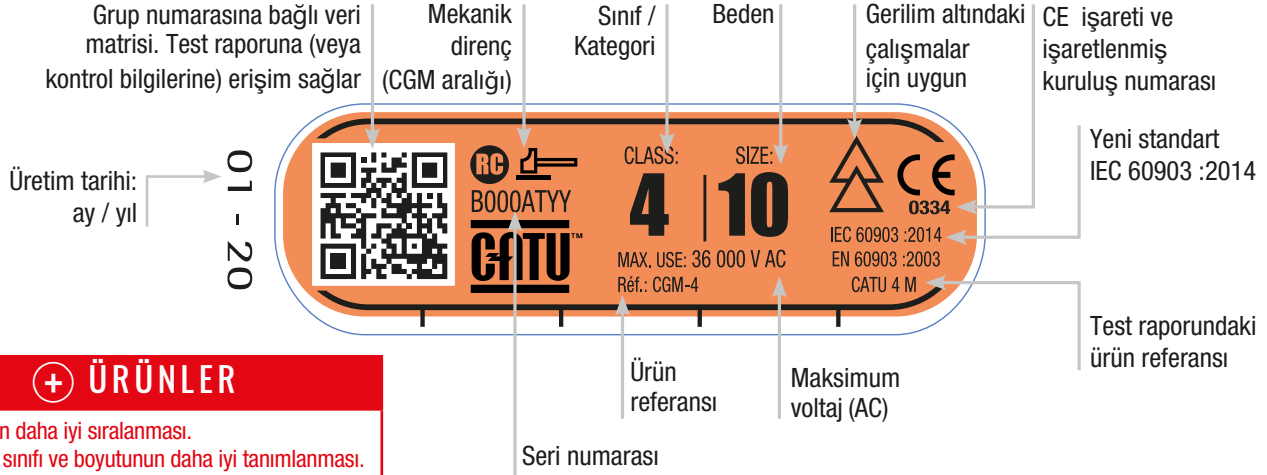 Grup numarasına bağlı veri
matrisi. Test raporuna (veya
kontrol bilgilerine) erişim sağlar
Mekanik
direnç
(CGM aralığı)
Sınıf /
Kategori
Beden
Gerilim altındaki
çalışmalar
için uygun
CE işareti ve
işaretlenmiş
kuruluş numarası
Üretim tarihi:
ay / yıl
01 - 20
RC
B000ATYY
CATU™
CLASS:
4
SIZE:
10
MAX. USE: 36 000 V AC
Réf.: CGM-4
CE
0334
IEC 60903 :2014
EN 60903 :2003
CATU 4 M
Yeni standart
IEC 60903 :2014
Test raporundaki
ürün referansı
Ürün
referansı
Maksimum
voltaj (AC)
Seri numarası
+ ÜRÜNLER
n daha iyi sıralanması.
sınıfı ve boyutunun daha iyi tanımlanması.